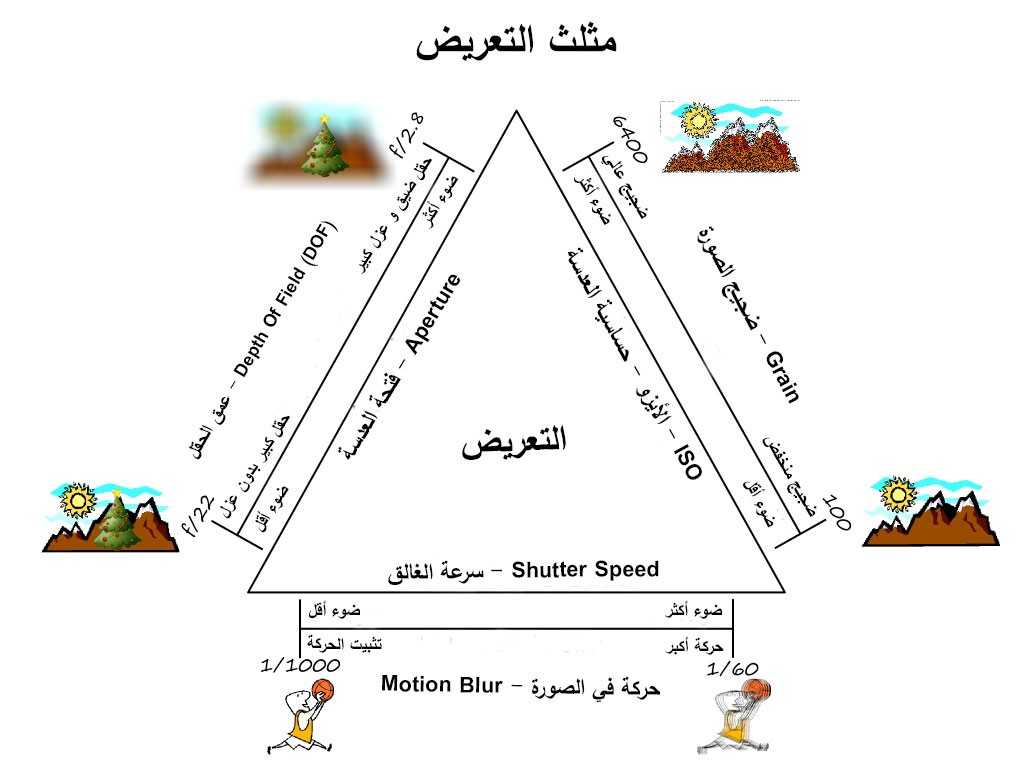 مثلث التعريض
f/2.8
حقل ضيق و عزل كبير
ضوء أكثر
عمق الحقل – Depth Of Field (DOF)
فتحة العدسة – Aperture
حقل كبير بدون عزل
ضوء أقل
f/22
6400
ضجيج عالي
ضوء أكثر
ضجيج الصورة – Grain
حساسية العدسة – الأيزو – ISO
ضجيج منخفض
ضوء أقل
100
التعريض
سرعة الغالق – Shutter Speed
ضوء أقل
ضوء أكثر
تثبيت الحركة
حركة أكبر
1/1000
1/60
Motion Blur – حركة في الصورة